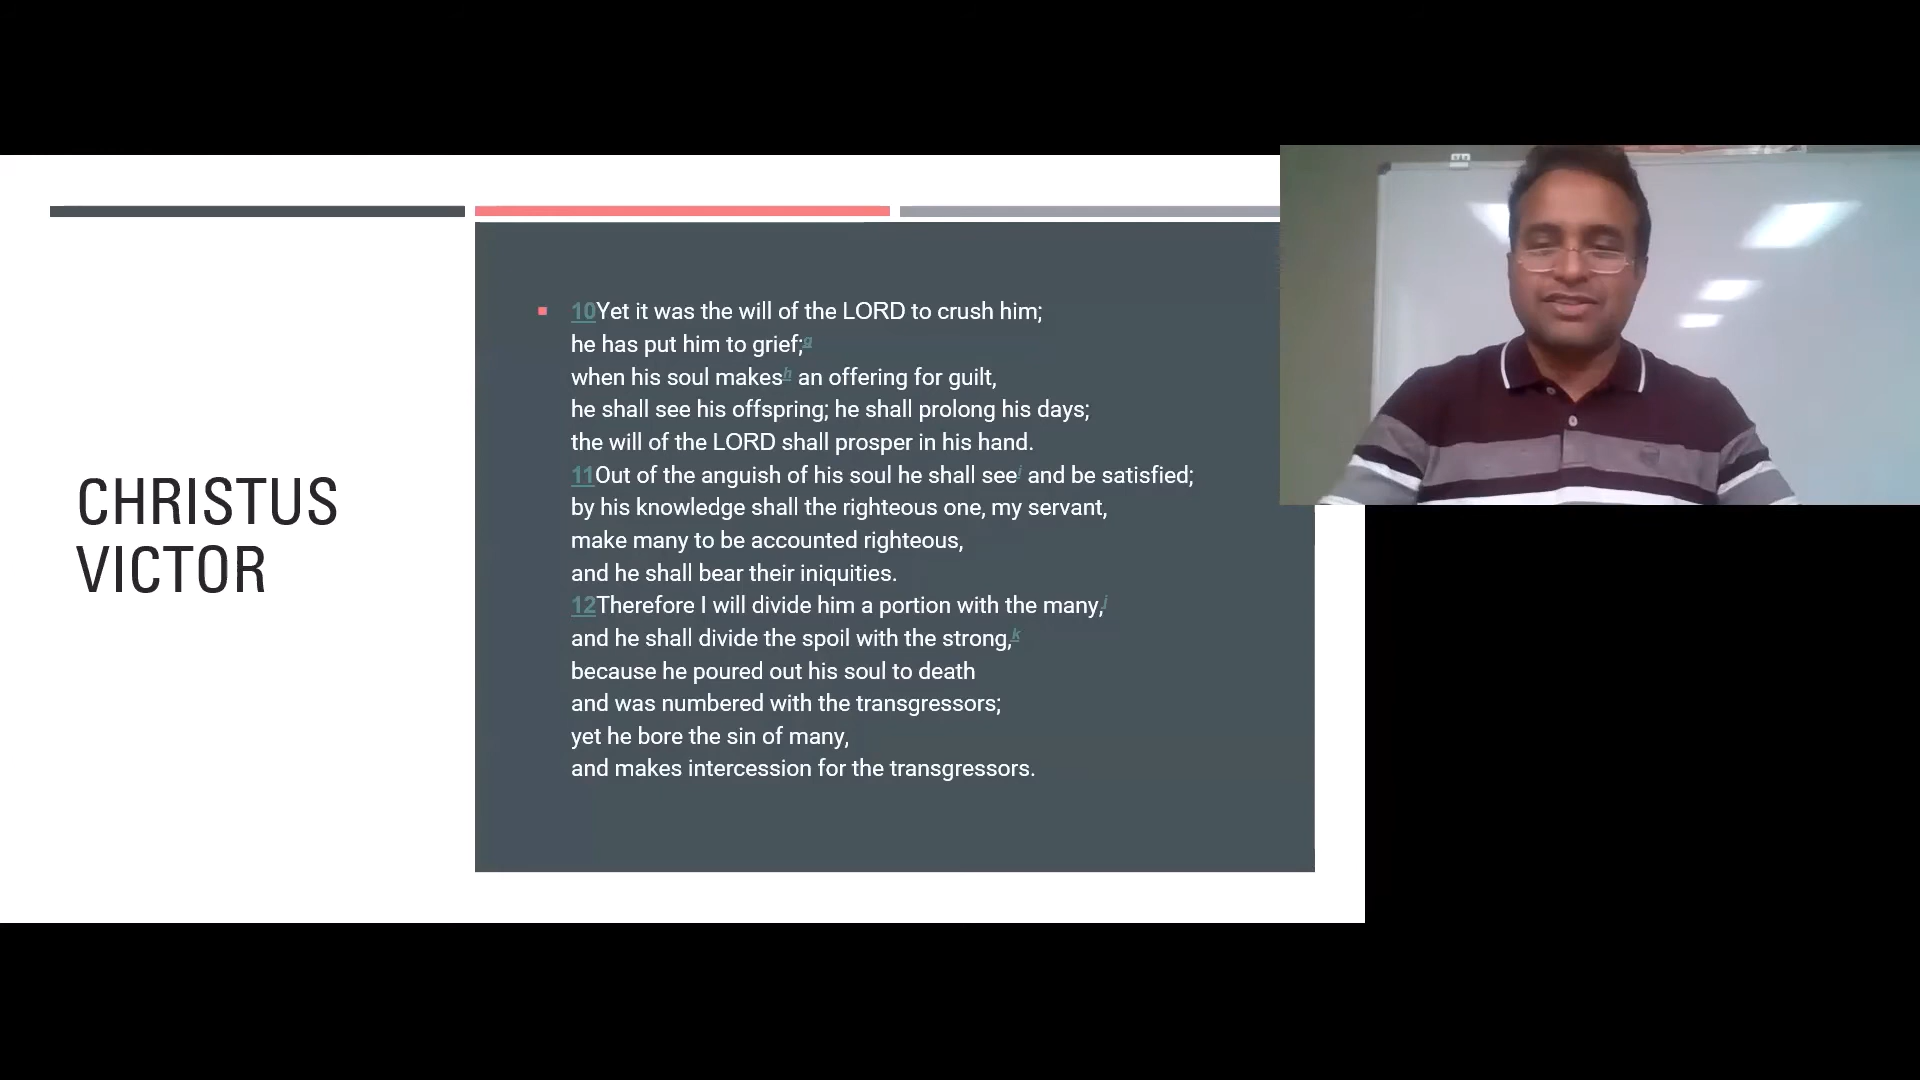 CHRISTUS
VICTOR
10Yet it was the will of the LORD to crush him;
he has put him to grief;g
when his soul makesh an offering for guilt,
he shall see his offspring; he shall prolong his days;
the will of the LORD shall prosper in his hand.
11Out of the anguish of his soul he shall seei and be satisfied;
by his knowledge shall the righteous one, my servant,
make many to be accounted righteous,
and he shall bear their iniquities.
12Therefore I will divide him a portion with the many,j
and he shall divide the spoil with the strong,k
because he poured out his soul to death
and was numbered with the transgressors;
yet he bore the sin of many,
and makes intercession for the transgressors.